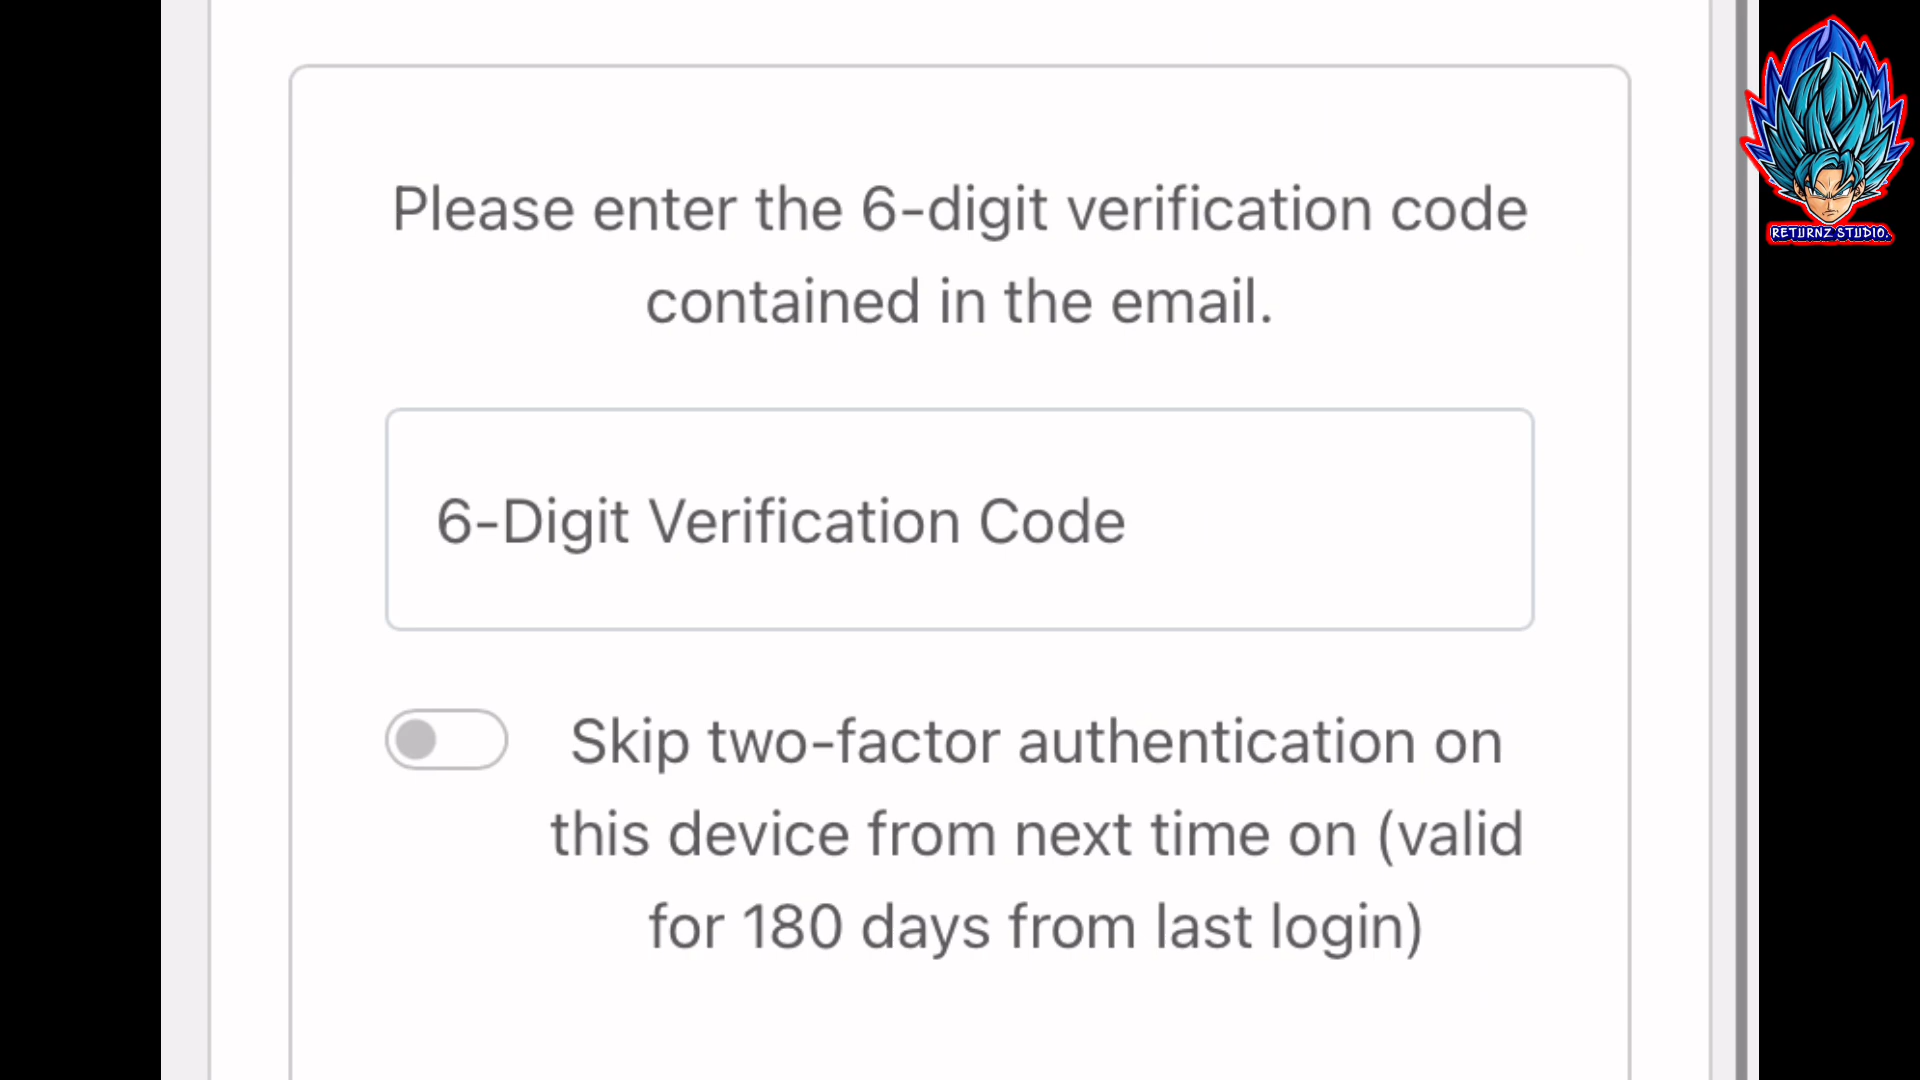 Please enter the 6-digit verification code
contained in the email.
6-Digit Verification Code
Skip two-factor authentication on
this device from next time on (valid
for 180 days from last login)
RETURNZ STUDIO.